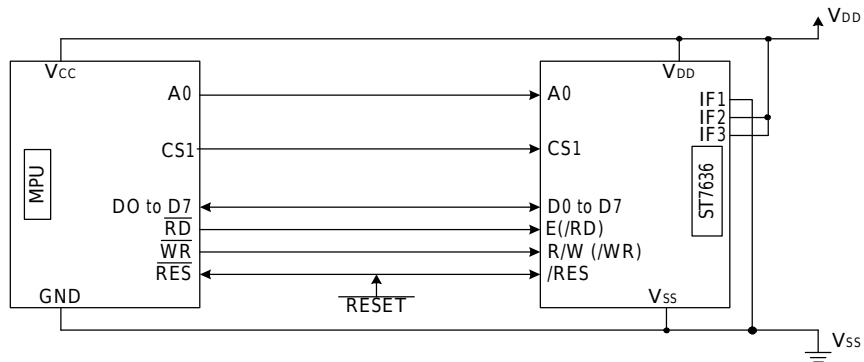 VDD
VCC
VDD
A0
A0
IF1
IF2
IF3
CS1
CS1
MPU
ST7636
DO to D7
D0 to D7
RD
E(/RD)
WR
R/W (/WR)
RES
/RES
GND
RESET
VSS
VSS